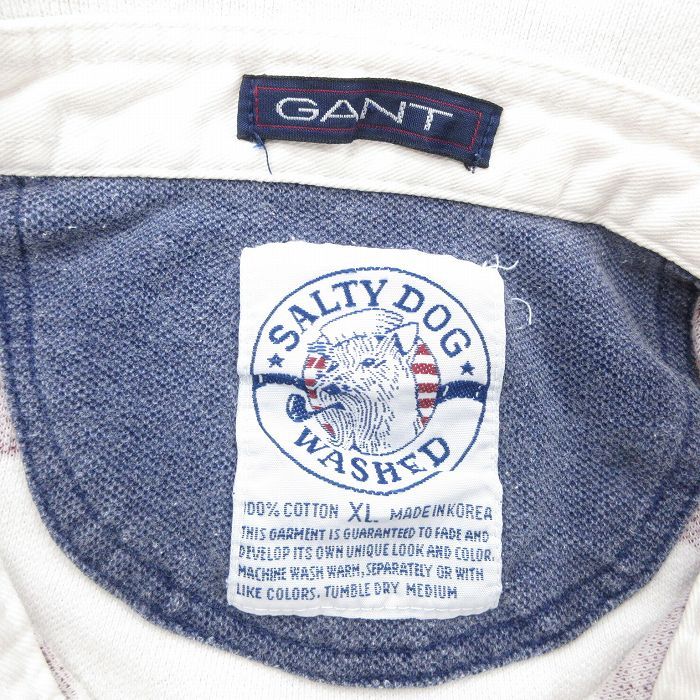 GANT
SALTY DOG
WASHED
100% COTTON XL MADE IN KOREA
THIS GARMENT IS GUARANTEED TO FADE AND
DEVELOP ITS OWN UNIQUE LOOK AND COLOR.
MACHINE WASH WARM, SEPARATELY OR WITH
LIKE COLORS. TUMBLE DRY MEDIUM